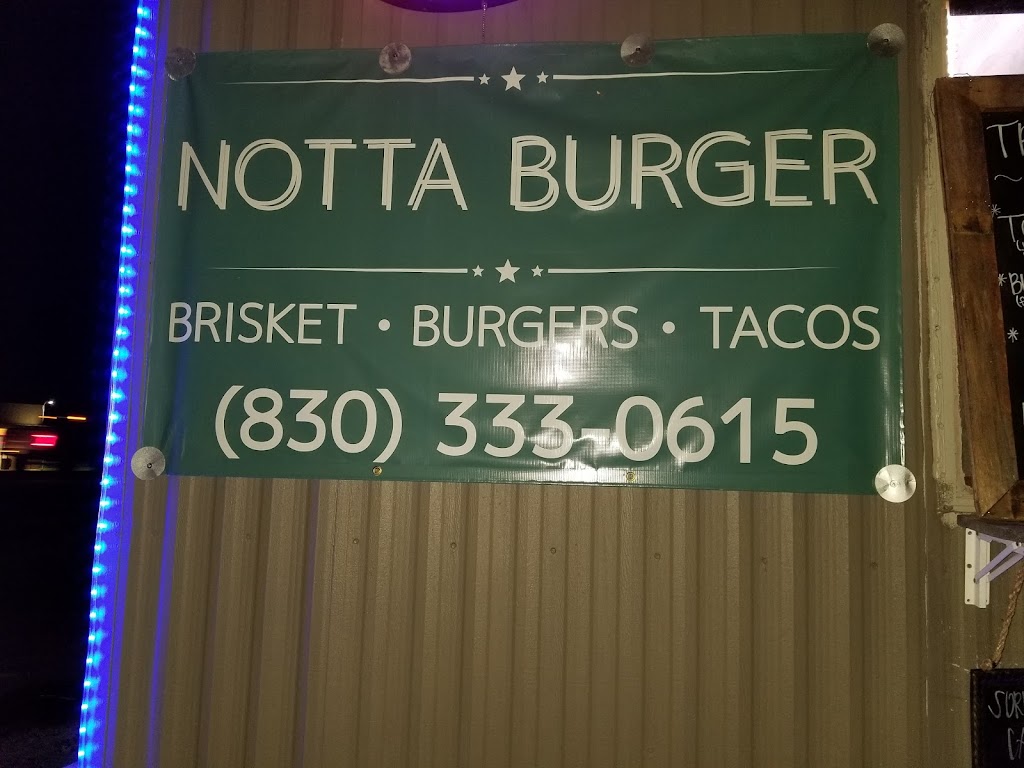 NOTTA BURGER
BRISKET • BURGERS • TACOS
(830) 333-0615